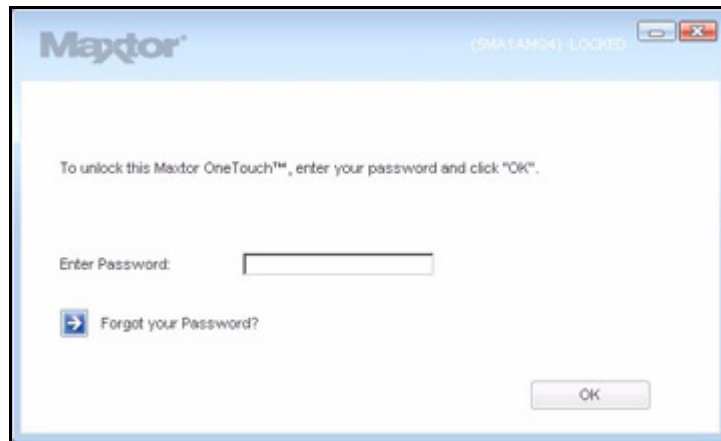 Maxtor®
(5MA1AMG4) LOCKED
To unlock this Maxtor OneTouch™, enter your password and click "OK".
Enter Password:
Forgot your Password?
OK